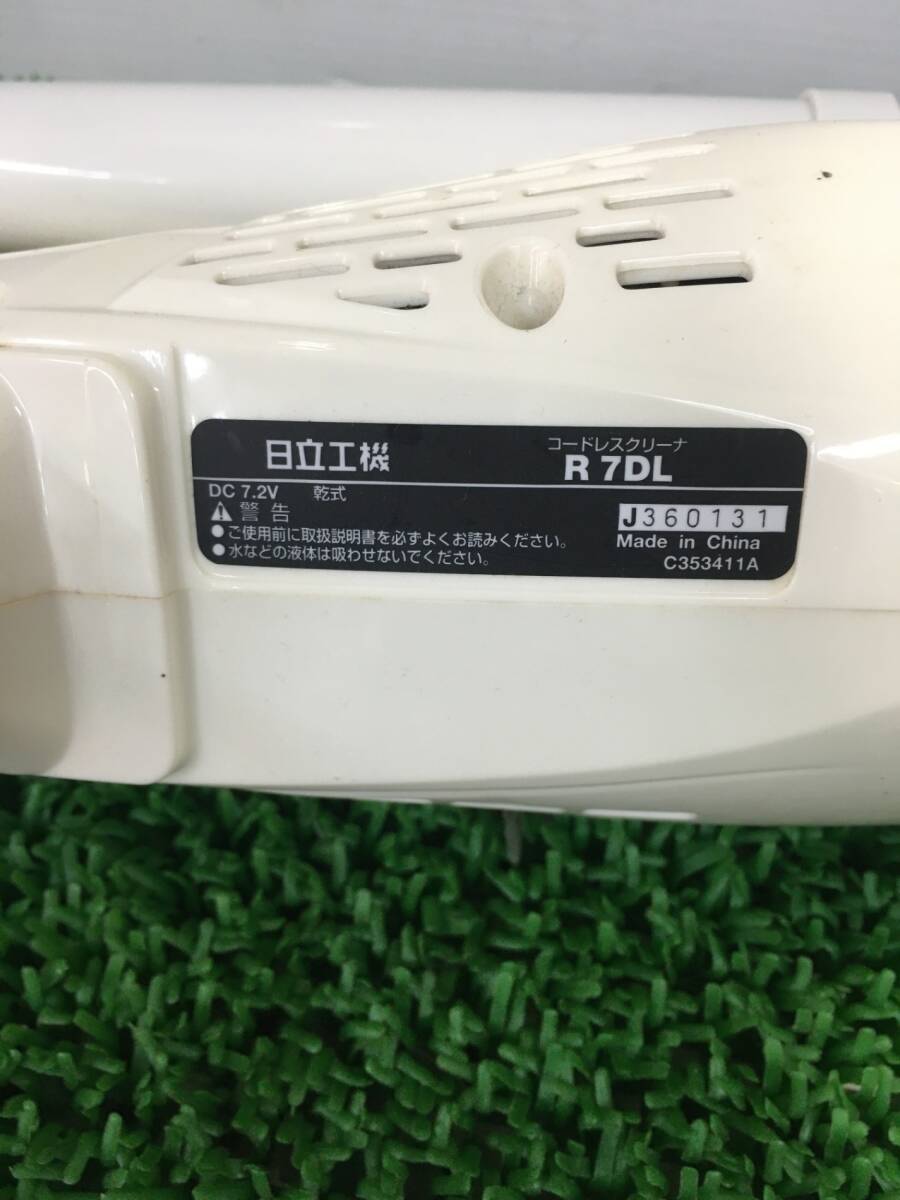 日立工機
コードレスクリーナ
R 7DL
DC 7.2V 乾式
⚠ 警告
●ご使用前に取扱説明書を必ずよくお読みください。
●水などの液体は吸わせないでください。
J360131
Made in China
C353411A